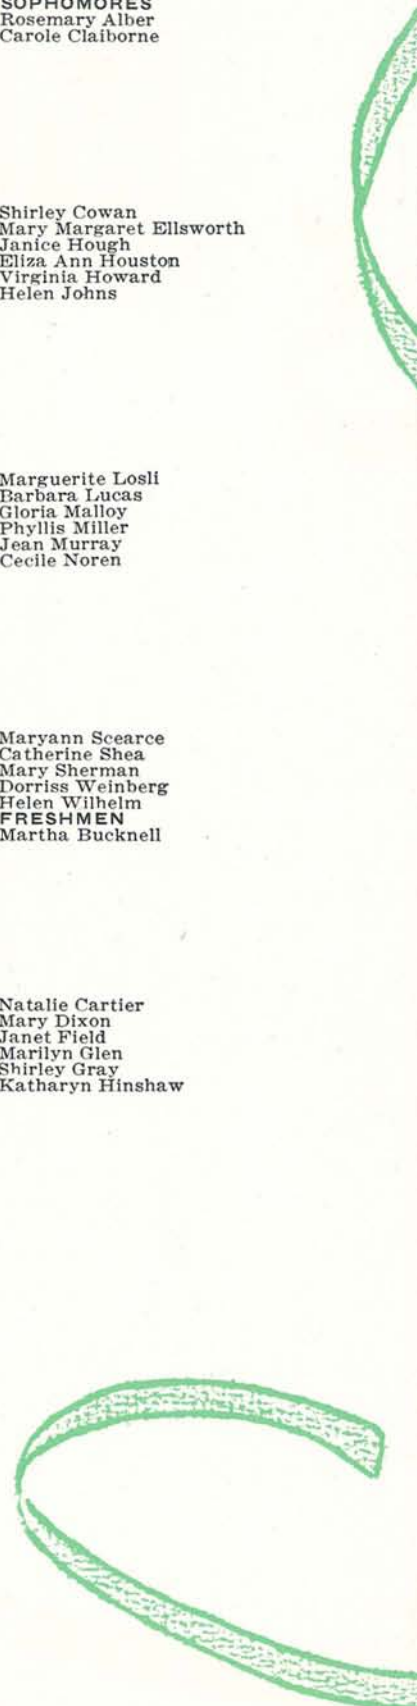 SOPHOMORES
Rosemary Alber
Carole Claiborne
Shirley Cowan
Mary Margaret Ellsworth
Janice Hough
Eliza Ann Houston
Virginia Howard
Helen Johns
Marguerite Losli
Barbara Lucas
Gloria Malloy
Phyllis Miller
Jean Murray
Cecile Noren
Maryann Scearce
Catherine Shea
Mary Sherman
Dorriss Weinberg
Helen Wilhelm
FRESHMEN
Martha Bucknell
Natalie Cartier
Mary Dixon
Janet Field
Marilyn Glen
Shirley Gray
Katharyn Hinshaw